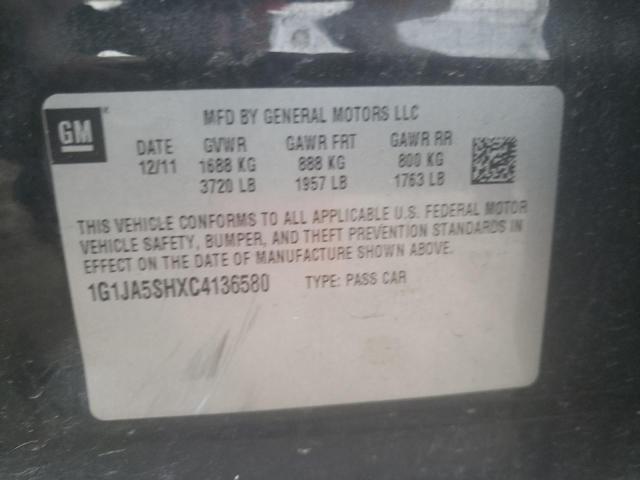 GM
MFD BY GENERAL MOTORS LLC
DATE GVWR GAWR FRT GAWR RR
12/11 1688 KG 888 KG 800 KG
3720 LB 1957 LB 1763 LB
THIS VEHICLE CONFORMS TO ALL APPLICABLE U.S. FEDERAL MOTOR
VEHICLE SAFETY, BUMPER, AND THEFT PREVENTION STANDARDS IN
EFFECT ON THE DATE OF MANUFACTURE SHOWN ABOVE.
1G1JA5SHXC4136580 TYPE: PASS CAR